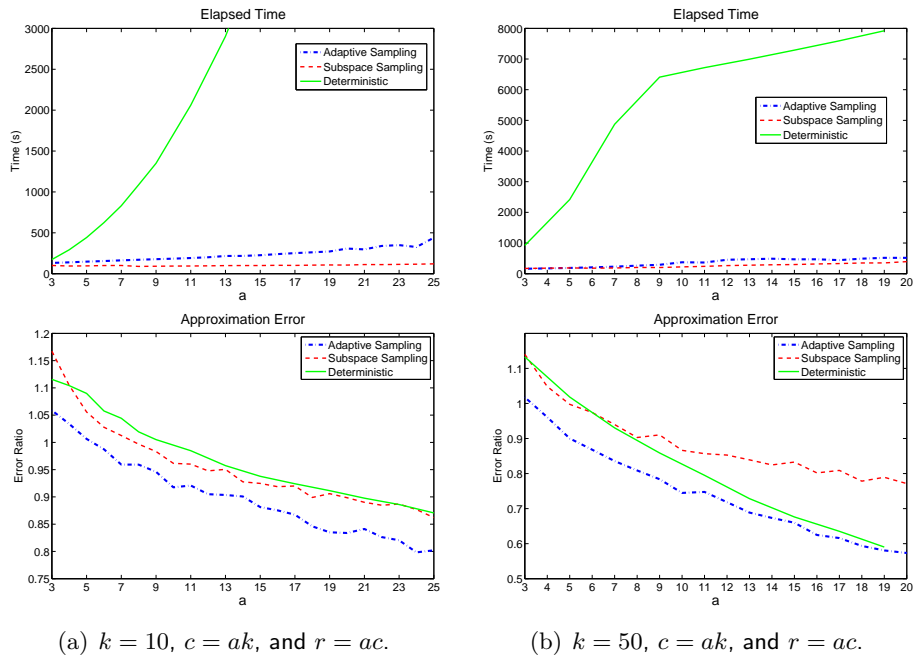 Elapsed Time
3000
2500
2000
1500
1000
500
0
Time (s)
3 5 7 9 11 13 15 17 19 21 23 25
a
Adaptive Sampling
Subspace Sampling
Deterministic
Elapsed Time
8000
7000
6000
5000
4000
3000
2000
1000
0
Time (s)
3 4 5 6 7 8 9 10 11 12 13 14 15 16 17 18 19 20
a
Adaptive Sampling
Subspace Sampling
Deterministic
Approximation Error
1.2
1.15
1.1
1.05
1
0.95
0.9
0.85
0.8
0.75
Error Ratio
3 5 7 9 11 13 15 17 19 21 23 25
a
Adaptive Sampling
Subspace Sampling
Deterministic
Approximation Error
1.1
1
0.9
0.8
0.7
0.6
0.5
Error Ratio
3 4 5 6 7 8 9 10 11 12 13 14 15 16 17 18 19 20
a
Adaptive Sampling
Subspace Sampling
Deterministic
(a) k = 10, c = ak, and r = ac.
(b) k = 50, c = ak, and r = ac.